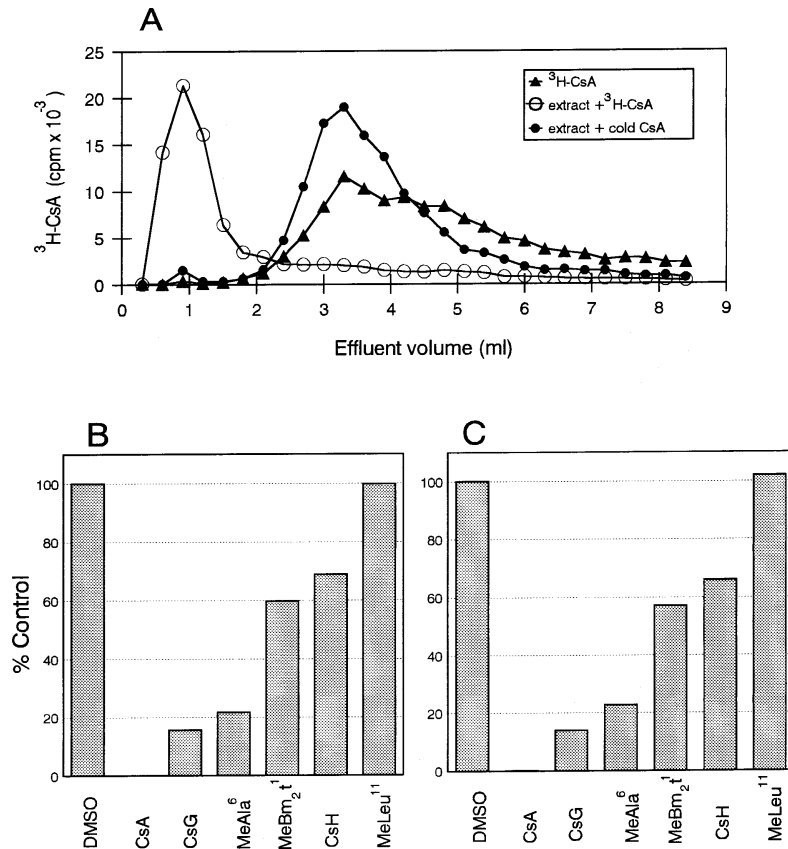 A
³H-CsA (cpm x 10⁻³)
25
20
15
10
5
0
³H-CsA
extract + ³H-CsA
extract + cold CsA
0 1 2 3 4 5 6 7 8 9
Effluent volume (ml)
B
% Control
100
80
60
40
20
0
DMSO
CsA
CsG
MeAla⁶
MeBm₂t¹
CsH
MeLeu¹¹
C
100
80
60
40
20
0
DMSO
CsA
CsG
MeAla⁶
MeBm₂t¹
CsH
MeLeu¹¹